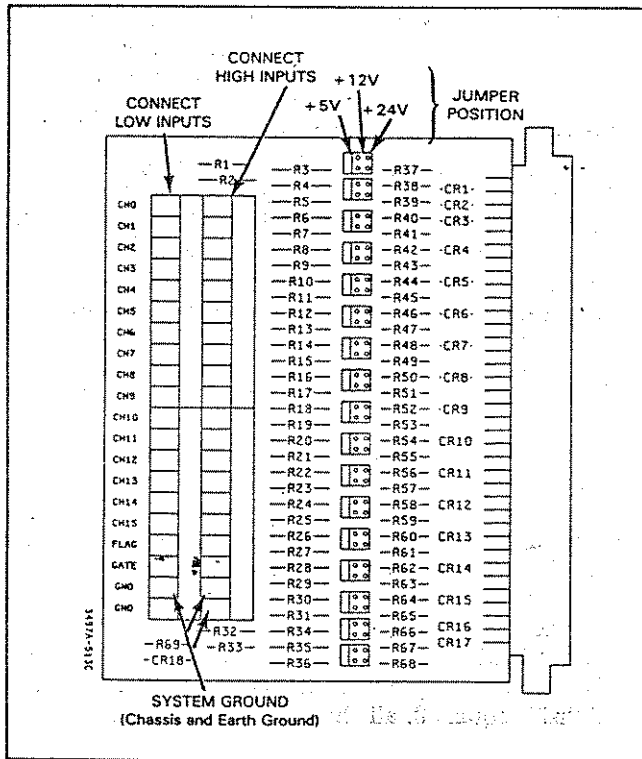 CONNECT
HIGH INPUTS
CONNECT
LOW INPUTS
+5V
+12V
+24V
JUMPER
POSITION
R1
R2
CH0
CH1
CH2
CH3
CH4
CH5
CH6
CH7
CH8
CH9
CH10
CH11
CH12
CH13
CH14
CH15
FLAG
GATE
GND
GND
R3
R4
R5
R6
R7
R8
R9
R10
R11
R12
R13
R14
R15
R16
R17
R18
R19
R20
R21
R22
R23
R24
R25
R26
R27
R28
R29
R30
R31
R34
R35
R36
R37
R38
R39
R40
R41
R42
R43
R44
R45
R46
R47
R48
R49
R50
R51
R52
R53
R54
R55
R56
R57
R58
R59
R60
R61
R62
R63
R64
R65
R66
R67
R68
CR1
CR2
CR3
CR4
CR5
CR6
CR7
CR8
CR9
CR10
CR11
CR12
CR13
CR14
CR15
CR16
CR17
R32
R33
R69
CR18
SYSTEM GROUND
(Chassis and Earth Ground)